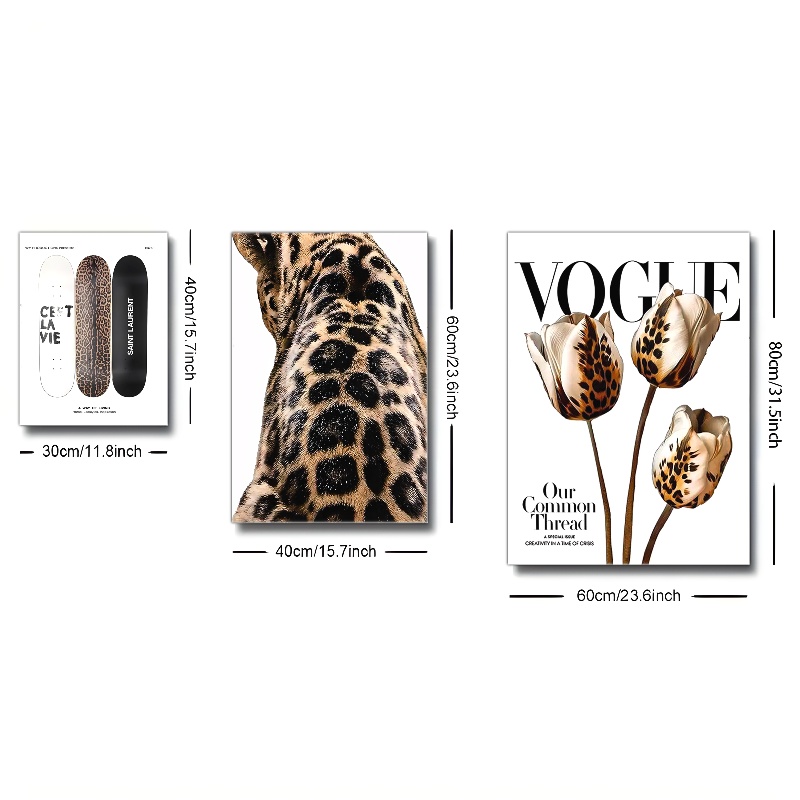 CE T
LA
VIE
SAINT LAURENT
40cm/15.7inch
30cm/11.8inch
60cm/23.6inch
40cm/15.7inch
VOGUE
Our
Common
Thread
A SPECIAL ISSUE
CREATIVITY IN A TIME OF CRISIS
80cm/31.5inch
60cm/23.6inch